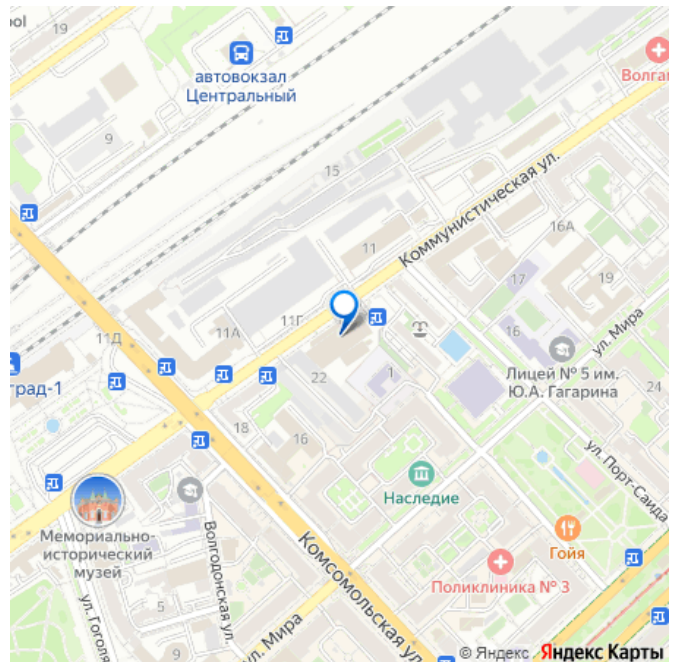 ool
19
автовокзал
Центральный
Волга
9
15
Коммунистическая ул.
16А
11
17
19
11Г
11А
11Д
16
ул. Мира
Лицей № 5 им.
Ю.А. Гагарина
град-1
22
1
24
18
16
ул. Порт-Саида
Наследие
Мемориально-
исторический
музей
Волгодонская ул.
Комсомольская ул.
Гойя
Поликлиника № 3
ул. Гоголя
5
9
ул. Мира
© Яндекс Яндекс Карты